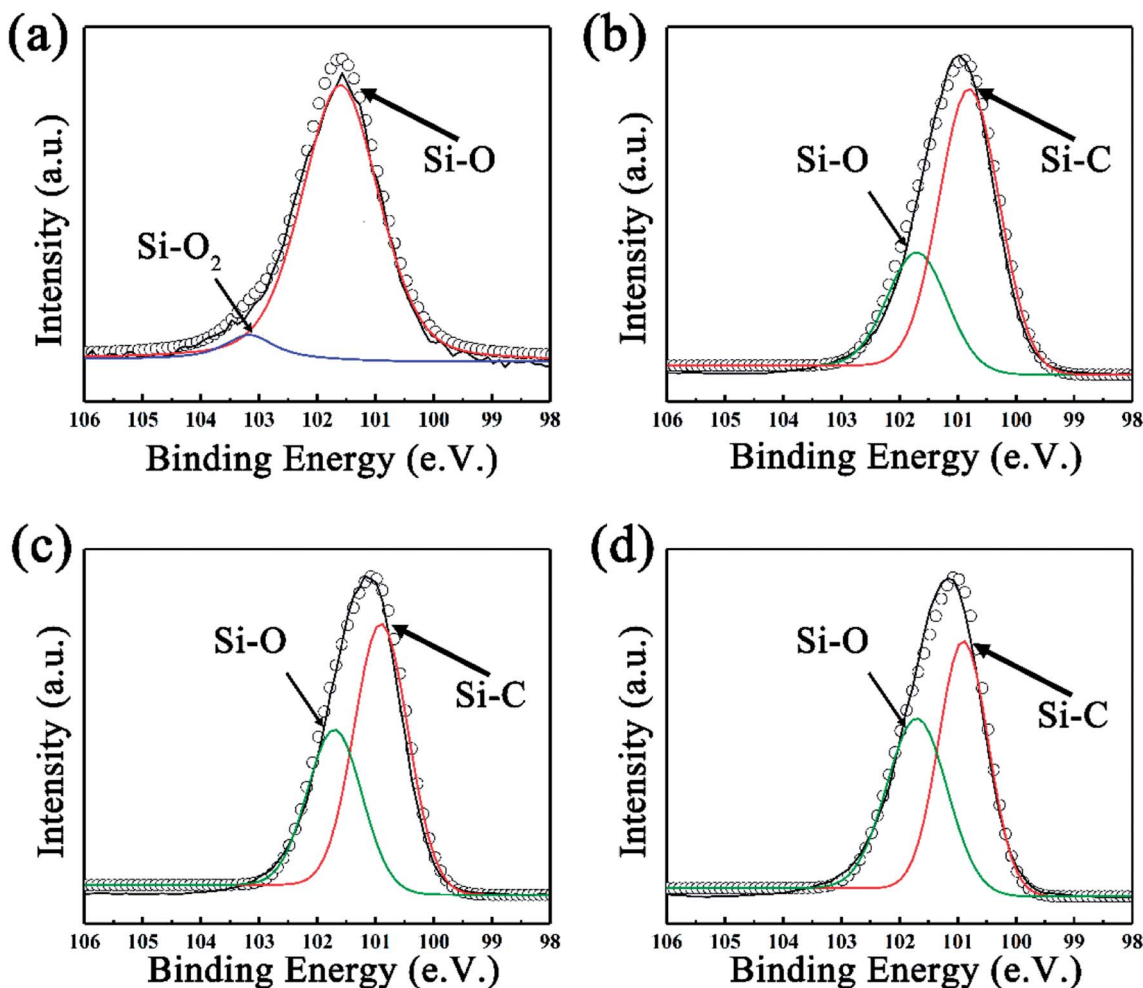 (a)
Si-O
Si-O₂
Intensity (a.u.)
106 105 104 103 102 101 100 99 98
Binding Energy (e.V.)
(b)
Si-O
Si-C
Intensity (a.u.)
106 105 104 103 102 101 100 99 98
Binding Energy (e.V.)
(c)
Si-O
Si-C
Intensity (a.u.)
106 105 104 103 102 101 100 99 98
Binding Energy (e.V.)
(d)
Si-O
Si-C
Intensity (a.u.)
106 105 104 103 102 101 100 99 98
Binding Energy (e.V.)